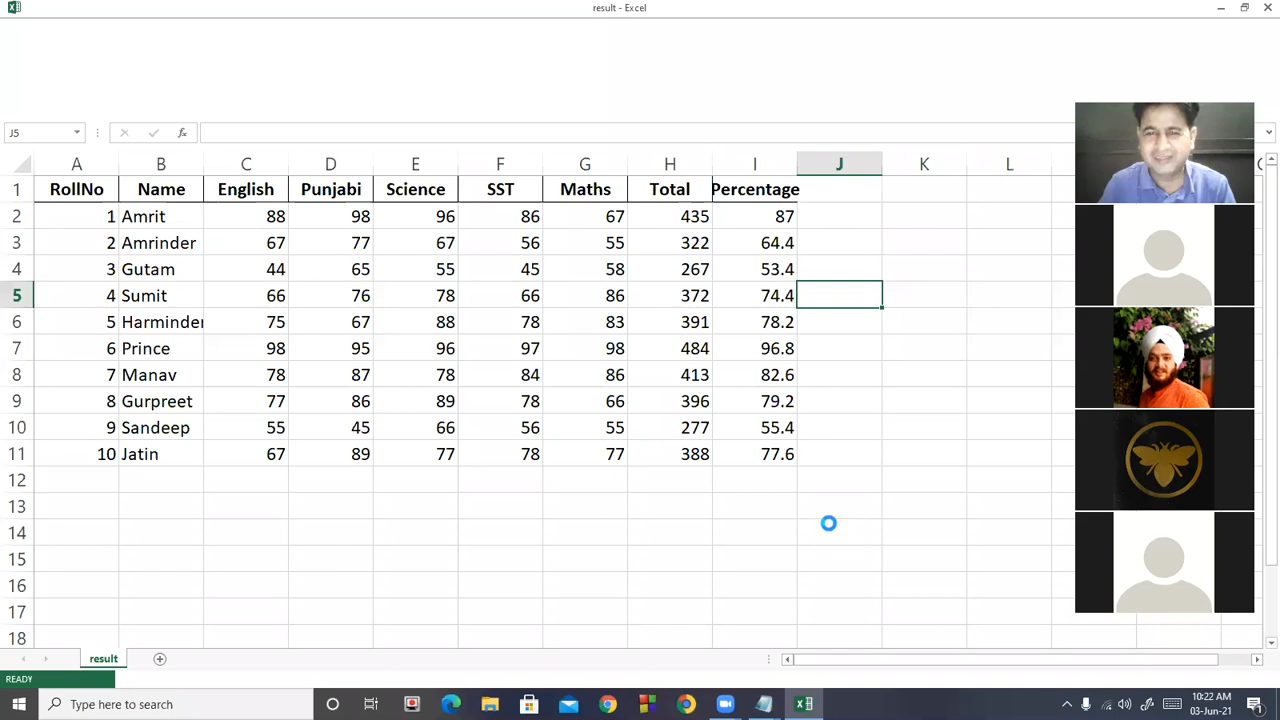 result - Excel
J5
fx
A B C D E F G H I J K L
1 RollNo Name English Punjabi Science SST Maths Total Percentage
2 1 Amrit 88 98 96 86 67 435 87
3 2 Amrinder 67 77 67 56 55 322 64.4
4 3 Gutam 44 65 55 45 58 267 53.4
5 4 Sumit 66 76 78 66 86 372 74.4
6 5 Harminder 75 67 88 78 83 391 78.2
7 6 Prince 98 95 96 97 98 484 96.8
8 7 Manav 78 87 78 84 86 413 82.6
9 8 Gurpreet 77 86 89 78 66 396 79.2
10 9 Sandeep 55 45 66 56 55 277 55.4
11 10 Jatin 67 89 77 78 77 388 77.6
12
13
14
15
16
17
18
result
READY
Type here to search
10:22 AM
03-Jun-21